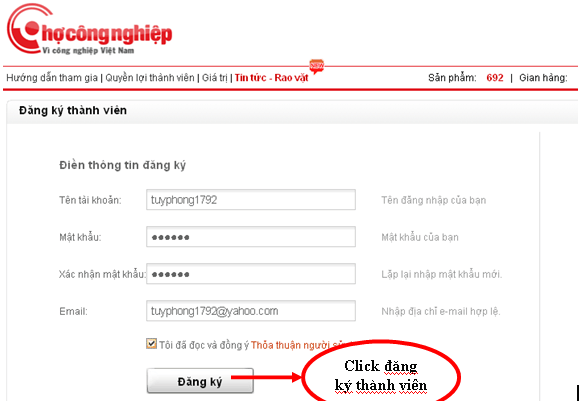 Chợcôngnghiệp
Vì công nghiệp Việt Nam
Hướng dẫn tham gia | Quyền lợi thành viên | Giá trị | Tin tức - Rao vặt NEW Sản phẩm: 692 | Gian hàng:
Đăng ký thành viên
Điền thông tin đăng ký
Tên tài khoản: tuyphong1792 Tên đăng nhập của bạn
Mật khẩu: •••••• Mật khẩu của bạn
Xác nhận mật khẩu: •••••• Lặp lại nhập mật khẩu mới.
Email: tuyphong1792@yahoo.com Nhập địa chỉ e-mail hợp lệ.
Tôi đã đọc và đồng ý Thỏa thuận người
Đăng ký
Click đăng
ký thành viên